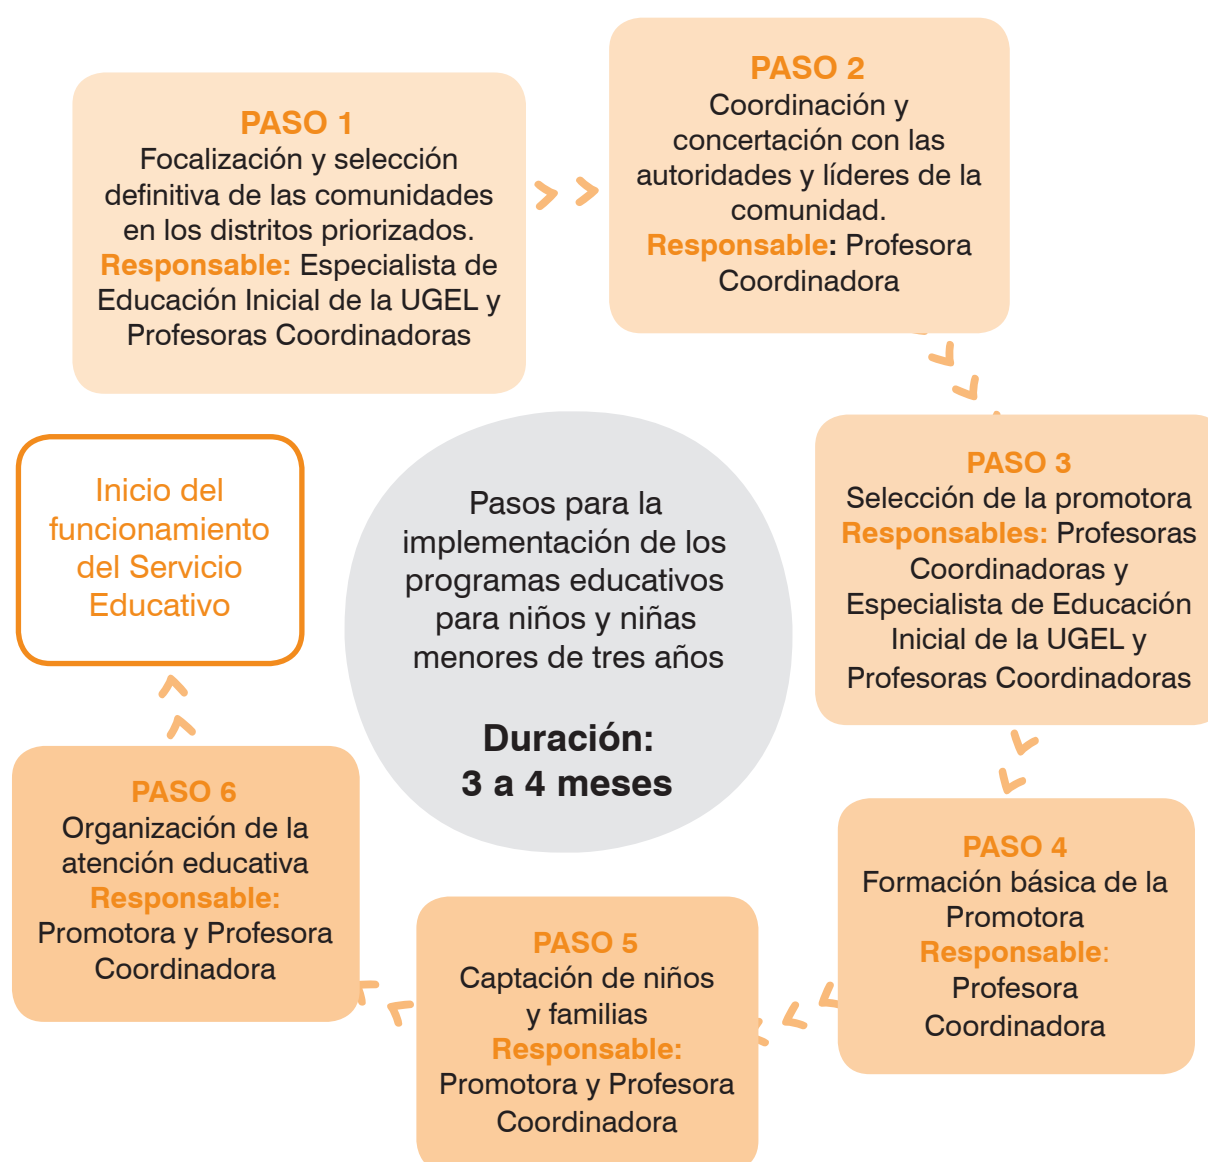 PASO 1
Focalización y selección
definitiva de las comunidades
en los distritos priorizados.
Responsable: Especialista de
Educación Inicial de la UGEL y
Profesoras Coordinadoras
PASO 2
Coordinación y
concertación con las
autoridades y líderes de la
comunidad.
Responsable: Profesora
Coordinadora
PASO 3
Selección de la promotora
Responsables: Profesoras
Coordinadoras y
Especialista de Educación
Inicial de la UGEL y
Profesoras Coordinadoras
PASO 4
Formación básica de la
Promotora
Responsable:
Profesora
Coordinadora
PASO 5
Captación de niños
y familias
Responsable:
Promotora y Profesora
Coordinadora
PASO 6
Organización de la
atención educativa
Responsable:
Promotora y Profesora
Coordinadora
Inicio del
funcionamiento
del Servicio
Educativo
Pasos para la
implementación de los
programas educativos
para niños y niñas
menores de tres años
Duración:
3 a 4 meses